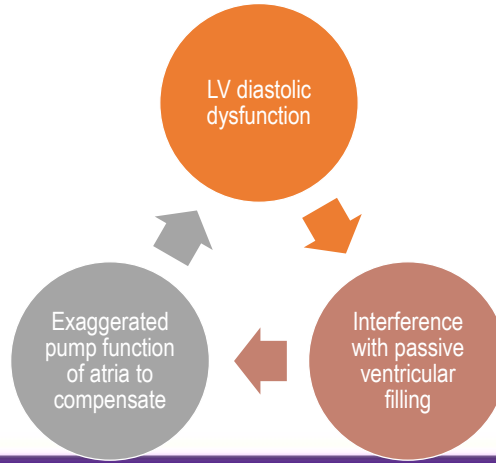 LV diastolic
dysfunction
Interference
with passive
ventricular
filling
Exaggerated
pump function
of atria to
compensate